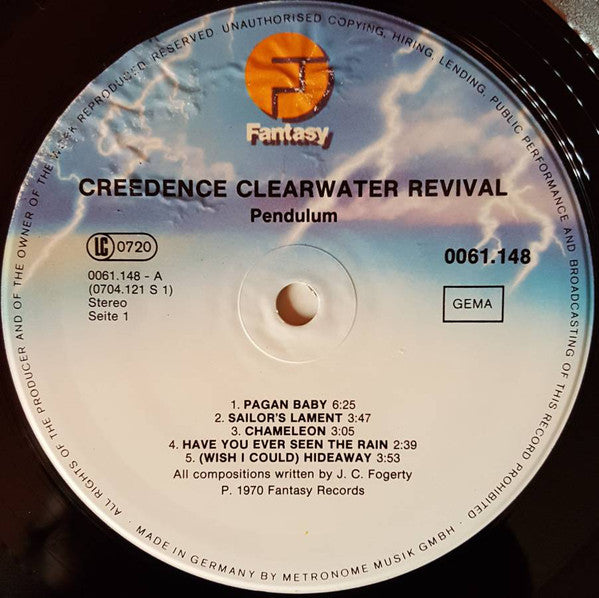 ALL RIGHTS OF THE PRODUCER AND OF THE OWNER OF THE WORK REPRODUCED RESERVED UNAUTHORISED COPYING, HIRING, LENDING, PUBLIC PERFORMANCE AND BROADCASTING OF THIS RECORD PROHIBITED
Fantasy
CREEDENCE CLEARWATER REVIVAL
Pendulum
LC 0720
0061.148
0061.148 - A
(0704.121 S 1)
Stereo
Seite 1
GEMA
1. PAGAN BABY 6:25
2. SAILOR'S LAMENT 3:47
3. CHAMELEON 3:05
4. HAVE YOU EVER SEEN THE RAIN 2:39
5. (WISH I COULD) HIDEAWAY 3:53
All compositions written by J. C. Fogerty
P. 1970 Fantasy Records
MADE IN GERMANY BY METRONOME MUSIK GMBH